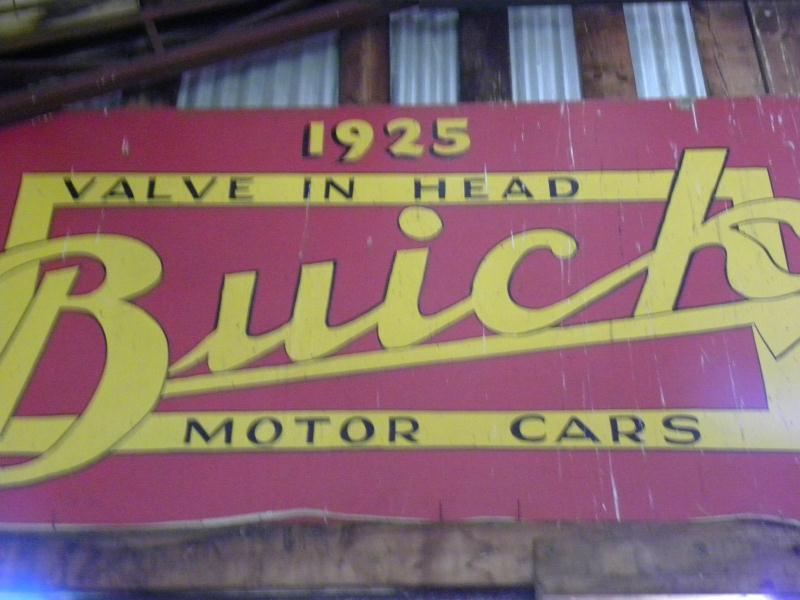 1925
VALVE IN HEAD
Buick
MOTOR CARS